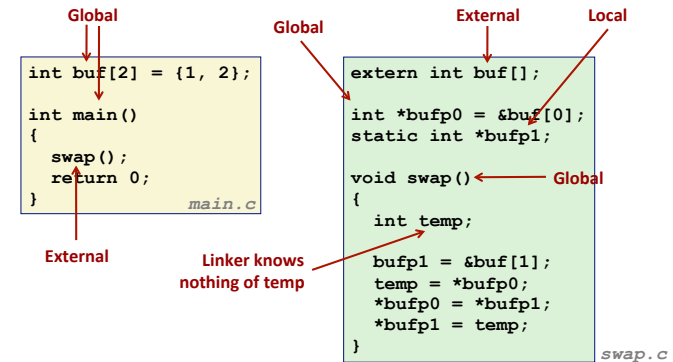 Global
int buf[2] = {1, 2};
int main()
{
swap();
return 0;
}
main.c
External
Global
External
Local
extern int buf[];
int *bufp0 = &buf[0];
static int *bufp1;
void swap()
Global
{
int temp;
Linker knows
nothing of temp
bufp1 = &buf[1];
temp = *bufp0;
*bufp0 = *bufp1;
*bufp1 = temp;
}
swap.c